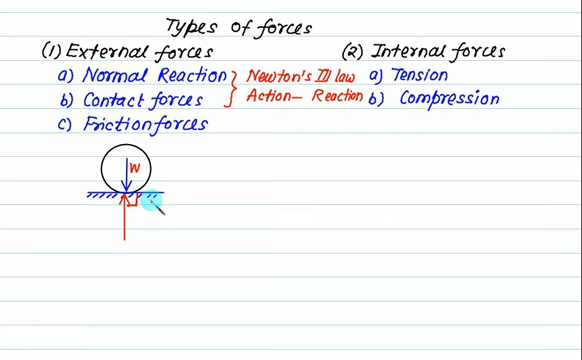 Types of forces
(1) External forces (2) Internal forces
a) Normal Reaction } Newton's III law a) Tension
b) Contact forces Action - Reaction b) Compression
c) Friction forces
W